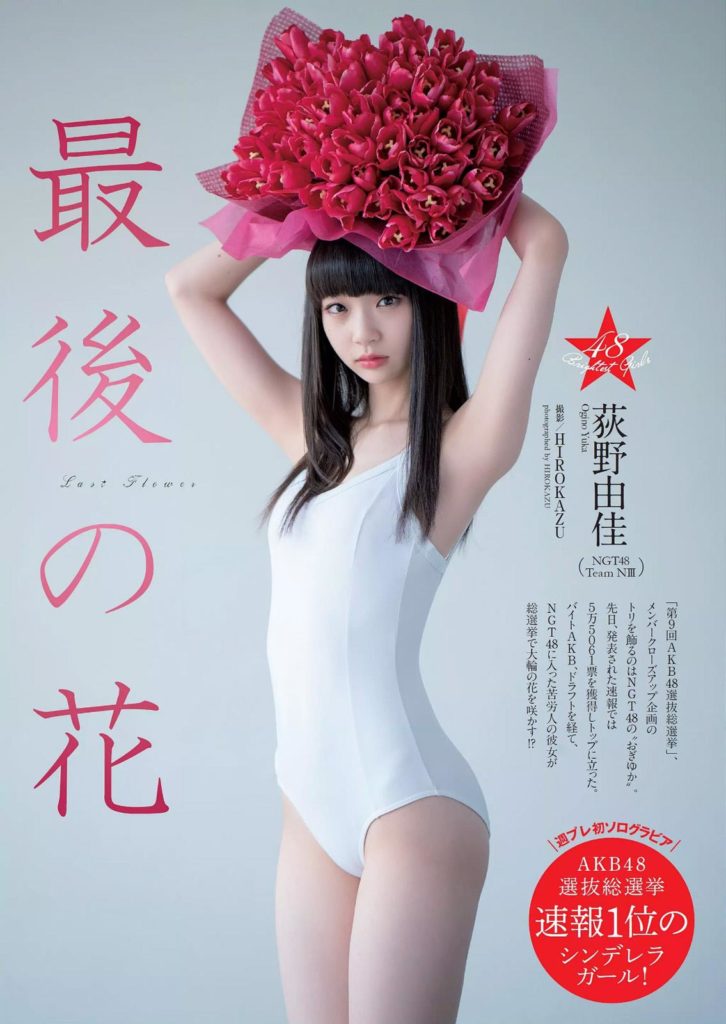 最後の花
Last Flower
48
Brightest Girls
荻野由佳
Ogino Yuka
(NGT48
Team NⅢ)
撮影/HIROKAZU
photographed by HIROKAZU
「第9回AKB48選抜総選挙」、
メンバークローズアップ企画の
トリを飾るのはNGT48の“おぎゆか”。
先日、発表された速報では
5万5061票を獲得しトップに立った。
バイトAKB、ドラフトを経て、
NGT48に入った苦労人の彼女が
総選挙で大輪の花を咲かす!?
週プレ初ソログラビア
AKB48
選抜総選挙
速報1位の
シンデレラ
ガール!